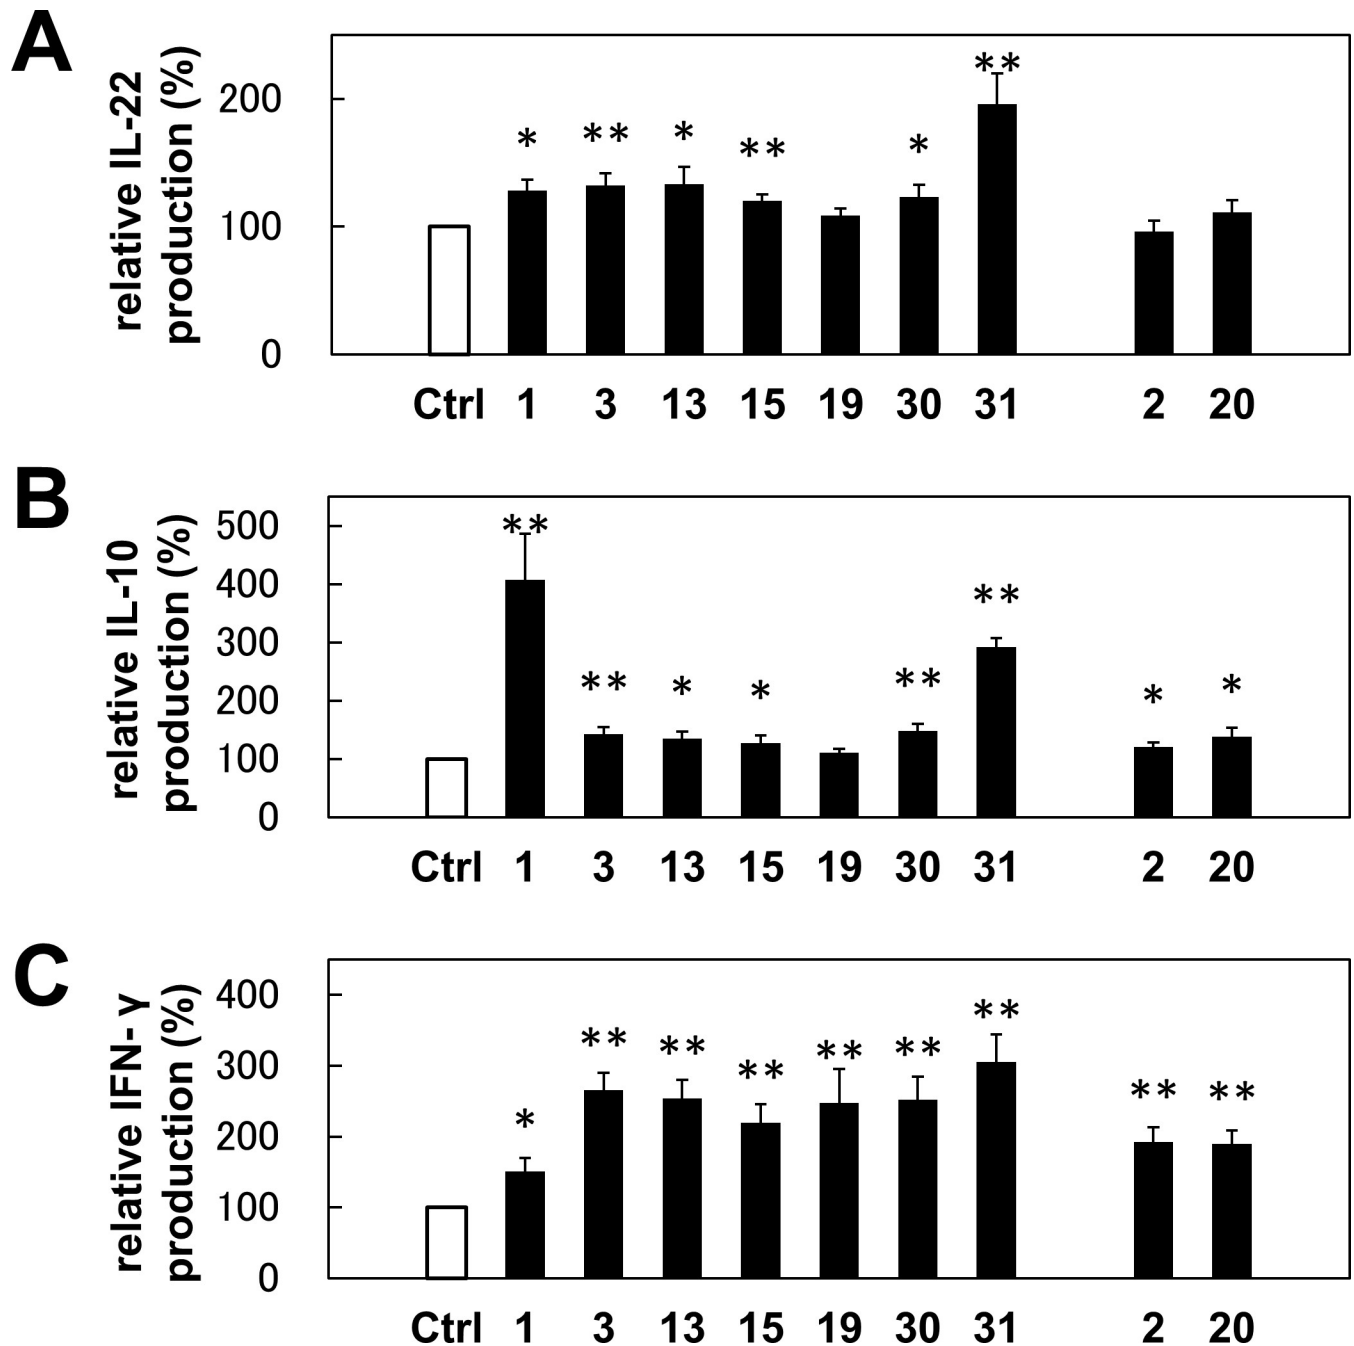 A
relative IL-22
production (%)
200
100
0
* ** * ** * **
Ctrl 1 3 13 15 19 30 31 2 20
B
relative IL-10
production (%)
500
400
300
200
100
0
** ** * * ** ** * *
Ctrl 1 3 13 15 19 30 31 2 20
C
relative IFN- γ
production (%)
400
300
200
100
0
* ** ** ** ** ** ** ** **
Ctrl 1 3 13 15 19 30 31 2 20